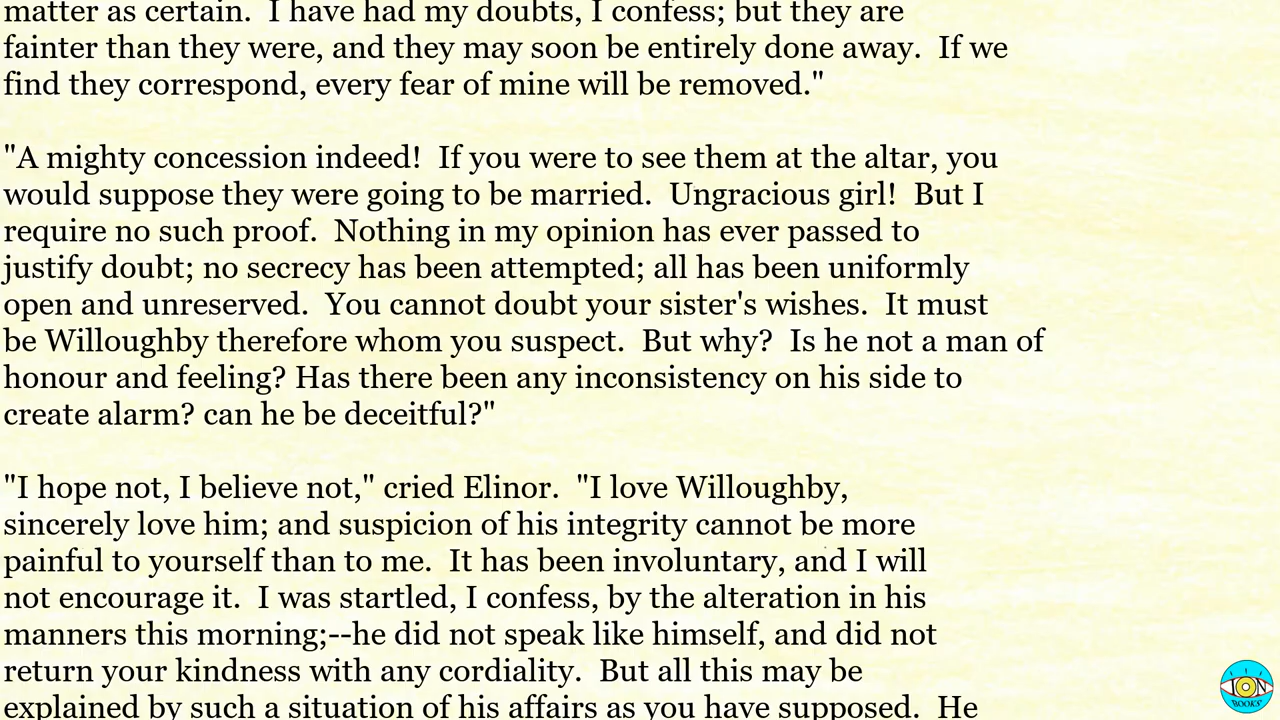 matter as certain.  I have had my doubts, I confess; but they are
fainter than they were, and they may soon be entirely done away.  If we
find they correspond, every fear of mine will be removed."
"A mighty concession indeed!  If you were to see them at the altar, you
would suppose they were going to be married.  Ungracious girl!  But I
require no such proof.  Nothing in my opinion has ever passed to
justify doubt; no secrecy has been attempted; all has been uniformly
open and unreserved.  You cannot doubt your sister's wishes.  It must
be Willoughby therefore whom you suspect.  But why?  Is he not a man of
honour and feeling? Has there been any inconsistency on his side to
create alarm? can he be deceitful?"
"I hope not, I believe not," cried Elinor.  "I love Willoughby,
sincerely love him; and suspicion of his integrity cannot be more
painful to yourself than to me.  It has been involuntary, and I will
not encourage it.  I was startled, I confess, by the alteration in his
manners this morning;--he did not speak like himself, and did not
return your kindness with any cordiality.  But all this may be
explained by such a situation of his affairs as you have supposed.  He
ION
BOOKS